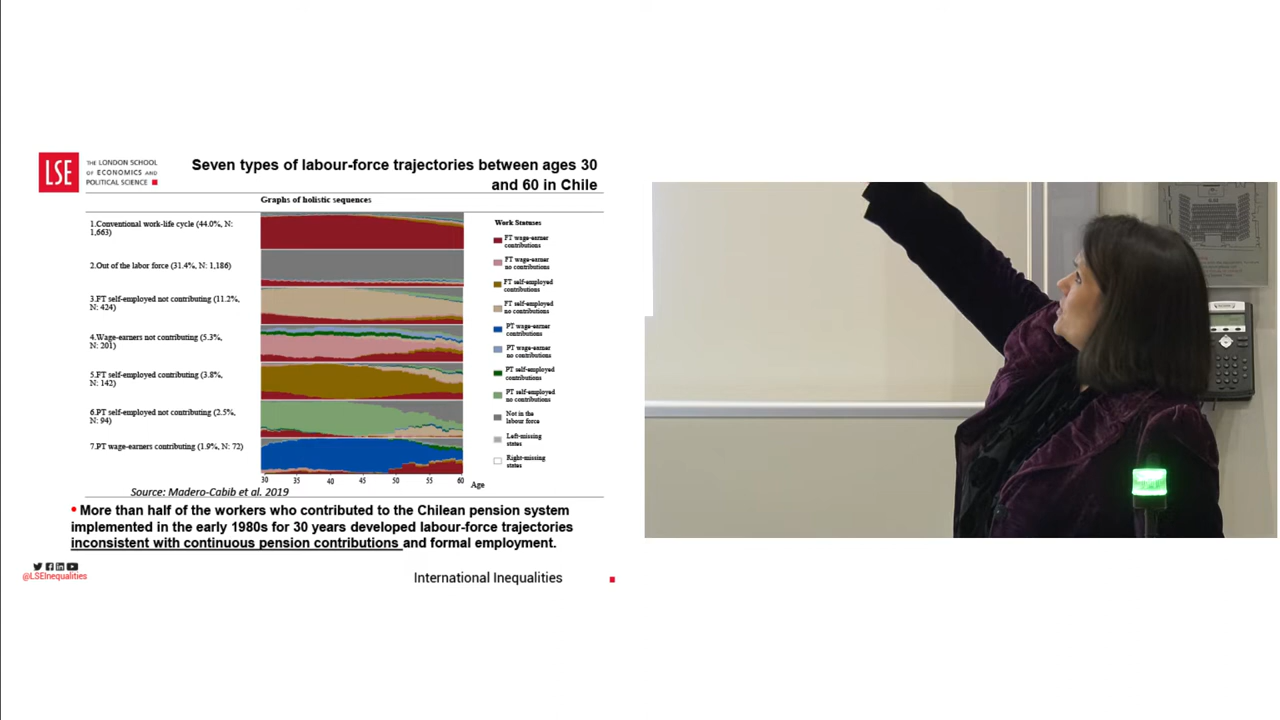 LSE
THE LONDON SCHOOL
OF ECONOMICS AND
POLITICAL SCIENCE
Seven types of labour-force trajectories between ages 30
and 60 in Chile
Graphs of holistic sequences
1.Conventional work-life cycle (44.0%, N:
1,663)
2.Out of the labor force (31.4%, N: 1,186)
3.FT self-employed not contributing (11.2%,
N: 424)
4.Wage-earners not contributing (5.3%,
N: 201)
5.FT self-employed contributing (3.8%,
N: 142)
6.PT self-employed not contributing (2.5%,
N: 94)
7.PT wage-earners contributing (1.9%, N: 72)
30 35 40 45 50 55 60
Age
Work Statuses
FT wage-earner
contributions
FT wage-earner
no contributions
FT self-employed
contributions
FT self-employed
no contributions
PT wage-earner
contributions
PT wage-earner
no contributions
PT self-employed
contributions
PT self-employed
no contributions
Not in the
labour force
Left-missing
states
Right-missing
states
Source: Madero-Cabib et al. 2019
• More than half of the workers who contributed to the Chilean pension system
implemented in the early 1980s for 30 years developed labour-force trajectories
inconsistent with continuous pension contributions and formal employment.
@LSEInequalities
International Inequalities